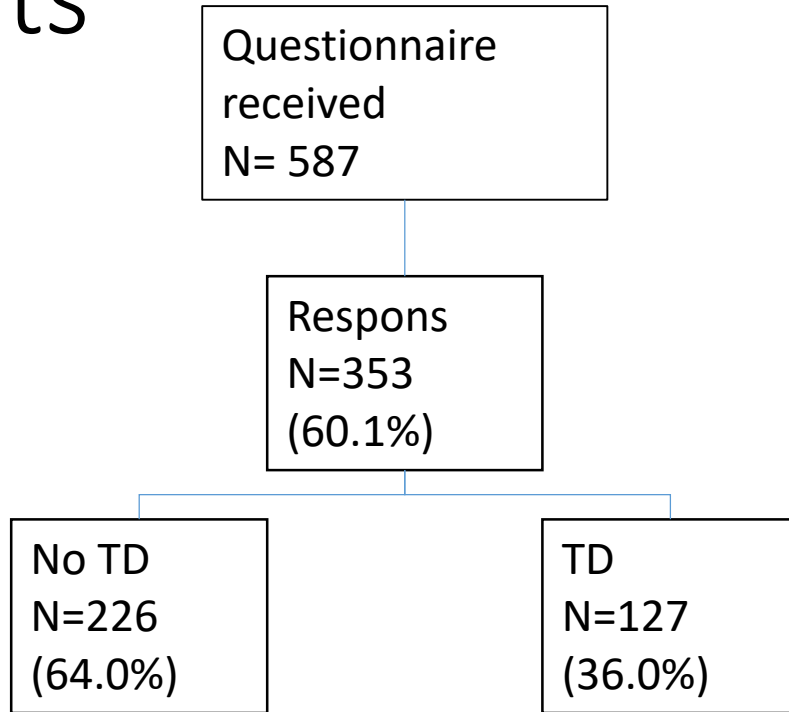 ts
Questionnaire
received
N= 587
Respons
N=353
(60.1%)
No TD
N=226
(64.0%)
TD
N=127
(36.0%)